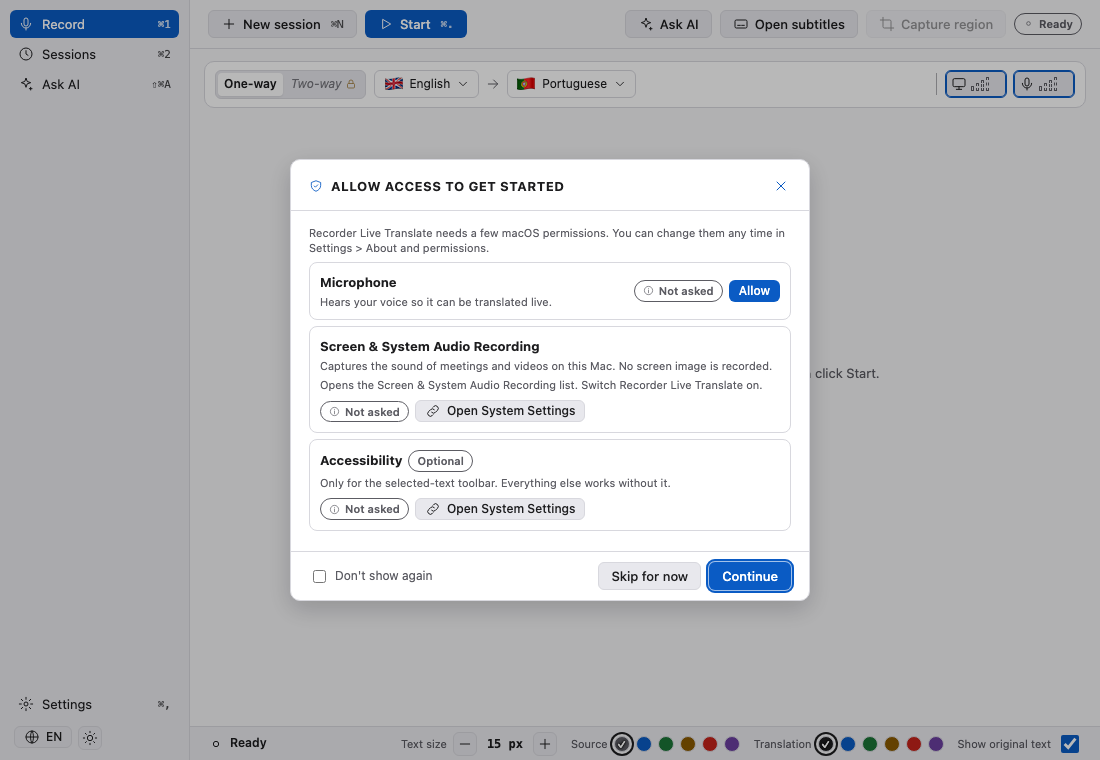 Record ⌘1
Sessions ⌘2
Ask AI ⇧⌘A
New session ⌘N
Start ⌘.
Ask AI
Open subtitles
Capture region
Ready
One-way
Two-way
English
Portuguese
click Start.
ALLOW ACCESS TO GET STARTED
Recorder Live Translate needs a few macOS permissions. You can change them any time in
Settings > About and permissions.
Microphone
Hears your voice so it can be translated live.
Not asked
Allow
Screen & System Audio Recording
Captures the sound of meetings and videos on this Mac. No screen image is recorded.
Opens the Screen & System Audio Recording list. Switch Recorder Live Translate on.
Not asked
Open System Settings
Accessibility
Optional
Only for the selected-text toolbar. Everything else works without it.
Not asked
Open System Settings
Don't show again
Skip for now
Continue
Settings ⌘,
EN
Ready
Text size
15 px
Source
Translation
Show original text